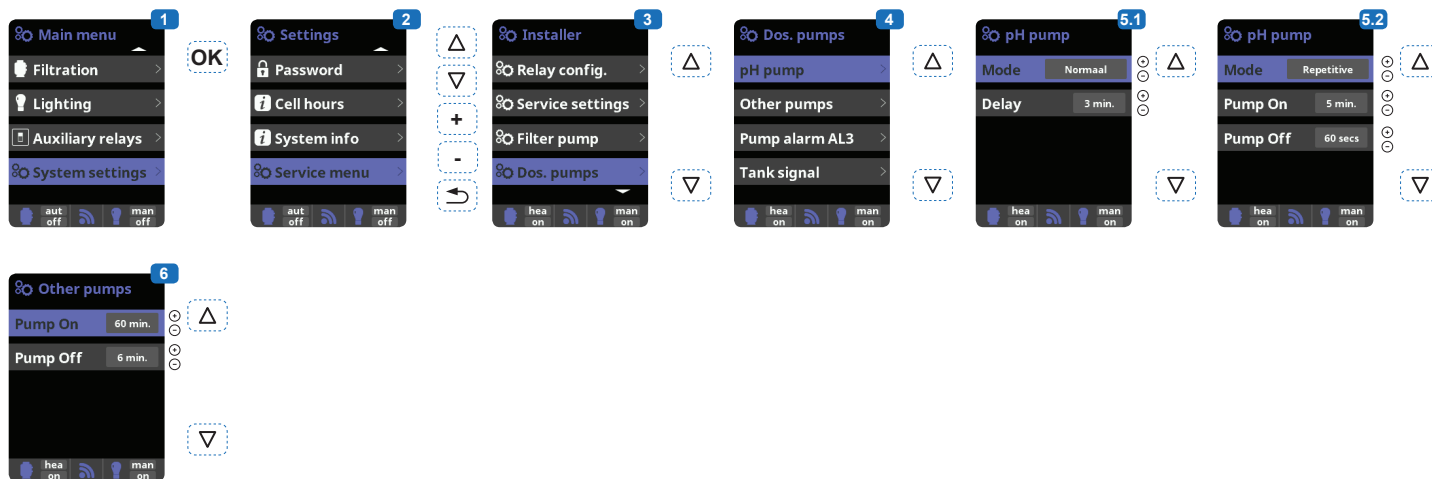 1
Main menu
Filtration
Lighting
Auxiliary relays
System settings
aut
off
man
off
OK
2
Settings
Password
Cell hours
System info
Service menu
aut
off
man
off
+
-
3
Installer
Relay config.
Service settings
Filter pump
Dos. pumps
hea
on
man
on
4
Dos. pumps
pH pump
Other pumps
Pump alarm AL3
Tank signal
hea
on
man
on
5.1
pH pump
Mode Normaal
Delay 3 min.
hea
on
man
on
5.2
pH pump
Mode Repetitive
Pump On 5 min.
Pump Off 60 secs
hea
on
man
on
6
Other pumps
Pump On 60 min.
Pump Off 6 min.
hea
on
man
on